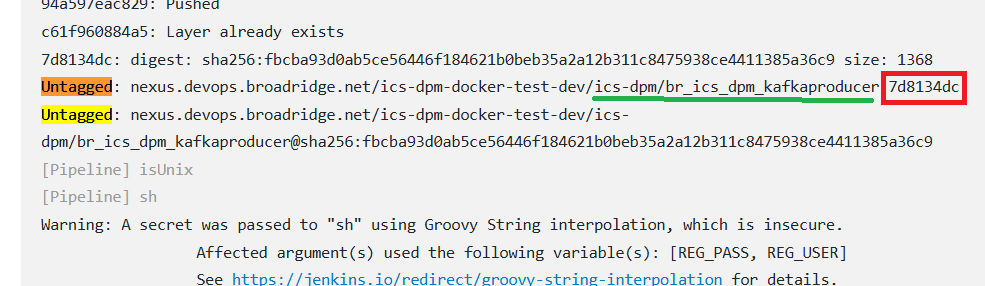 94a597eac829: Pushed
c61f960884a5: Layer already exists
7d8134dc: digest: sha256:fbcba93d0ab5ce56446f184621b0beb35a2a12b311c8475938ce4411385a36c9 size: 1368
Untagged: nexus.devops.broadridge.net/ics-dpm-docker-test-dev/ics-dpm/br_ics_dpm_kafkaproducer 7d8134dc
Untagged: nexus.devops.broadridge.net/ics-dpm-docker-test-dev/ics-
dpm/br_ics_dpm_kafkaproducer@sha256:fbcba93d0ab5ce56446f184621b0beb35a2a12b311c8475938ce4411385a36c9
[Pipeline] isUnix
[Pipeline] sh
Warning: A secret was passed to "sh" using Groovy String interpolation, which is insecure.
Affected argument(s) used the following variable(s): [REG_PASS, REG_USER]
See https://jenkins.io/redirect/groovy-string-interpolation for details.